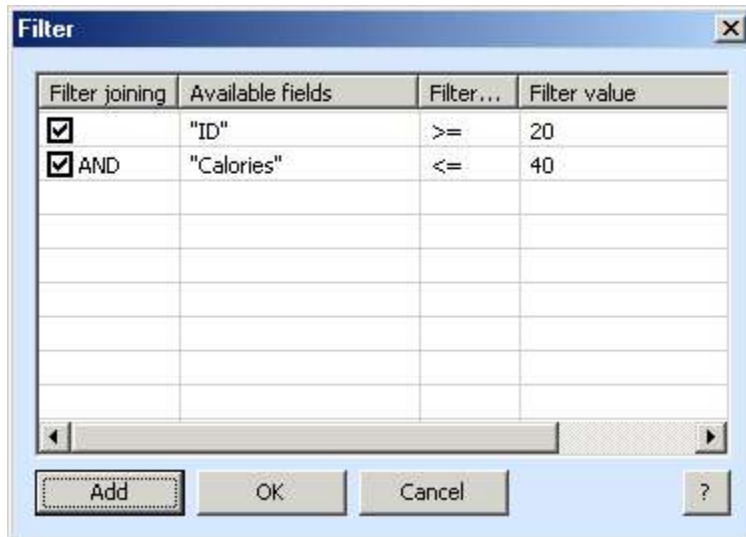 Filter
Filter joining Available fields Filter... Filter value
"ID" >= 20
AND "Calories" <= 40
Add OK Cancel ?